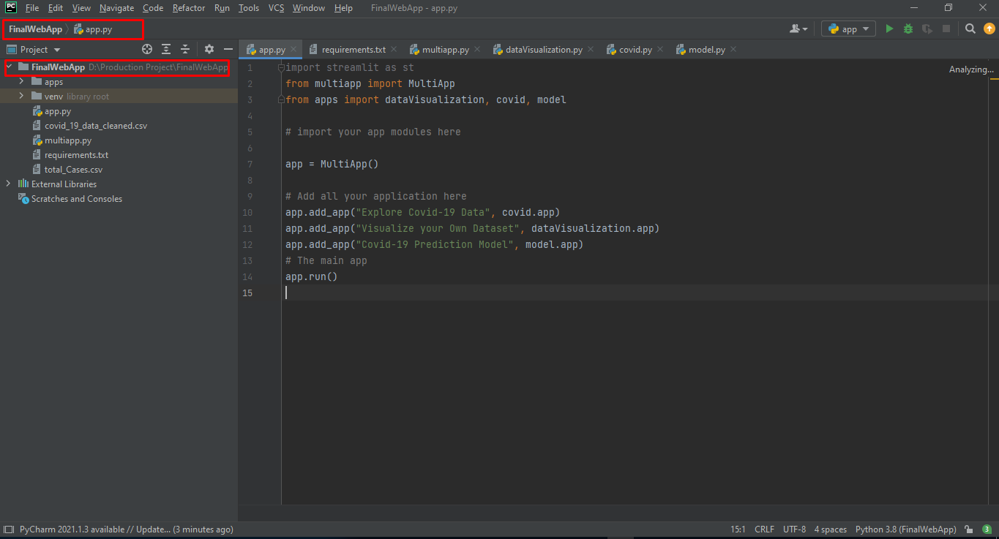 PC File Edit View Navigate Code Refactor Run Tools VCS Window Help FinalWebApp - app.py
FinalWebApp app.py app
Project app.py requirements.txt multiapp.py dataVisualization.py covid.py model.py
FinalWebApp D:\Production Project\FinalWebApp
apps
venv library root
app.py
covid_19_data_cleaned.csv
multiapp.py
requirements.txt
total_Cases.csv
External Libraries
Scratches and Consoles
Analyzing...
1 import streamlit as st
2 from multiapp import MultiApp
3 from apps import dataVisualization, covid, model
4
5 # import your app modules here
6
7 app = MultiApp()
8
9 # Add all your application here
10 app.add_app("Explore Covid-19 Data", covid.app)
11 app.add_app("Visualize your Own Dataset", dataVisualization.app)
12 app.add_app("Covid-19 Prediction Model", model.app)
13 # The main app
14 app.run()
15
PyCharm 2021.1.3 available // Update... (3 minutes ago) 15:1 CRLF UTF-8 4 spaces Python 3.8 (FinalWebApp) 3